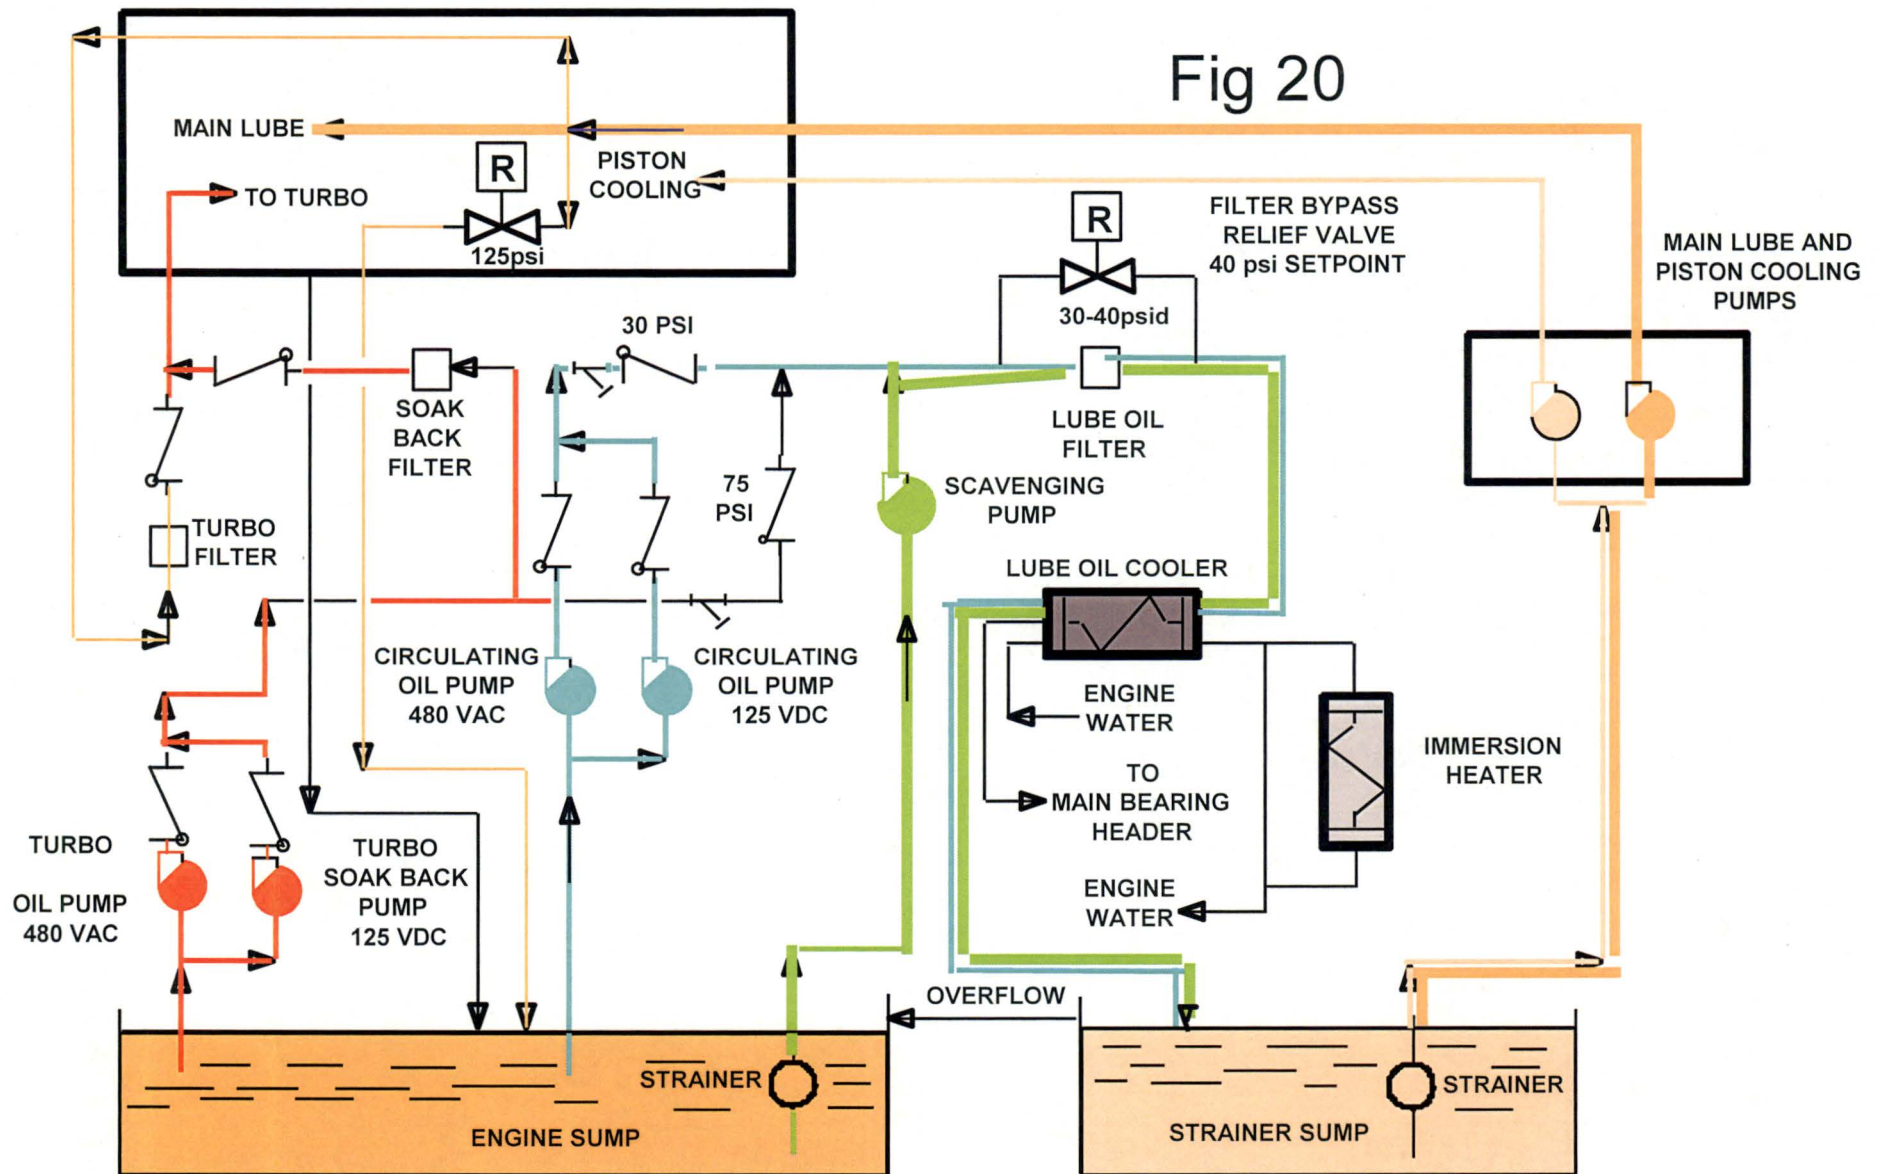 Fig 20
MAIN LUBE
R
PISTON
COOLING
TO TURBO
125psi
R
FILTER BYPASS
RELIEF VALVE
40 psi SETPOINT
MAIN LUBE AND
PISTON COOLING
PUMPS
30 PSI
30-40psid
SOAK
BACK
FILTER
LUBE OIL
FILTER
75
PSI
SCAVENGING
PUMP
TURBO
FILTER
LUBE OIL COOLER
CIRCULATING
OIL PUMP
480 VAC
CIRCULATING
OIL PUMP
125 VDC
ENGINE
WATER
IMMERSION
HEATER
TO
MAIN BEARING
HEADER
TURBO
OIL PUMP
480 VAC
TURBO
SOAK BACK
PUMP
125 VDC
ENGINE
WATER
OVERFLOW
STRAINER
STRAINER
ENGINE SUMP
STRAINER SUMP